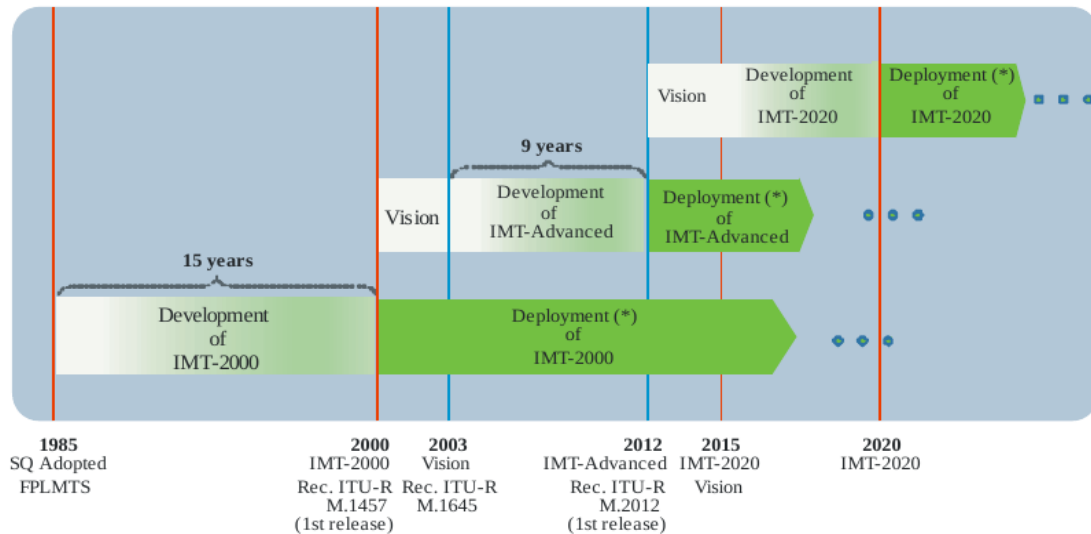 Vision
Development
of
IMT-2020
Deployment (*)
of
IMT-2020
9 years
Vision
Development
of
IMT-Advanced
Deployment (*)
of
IMT-Advanced
15 years
Development
of
IMT-2000
Deployment (*)
of
IMT-2000
1985
SQ Adopted
FPLMTS
2000
IMT-2000
Rec. ITU-R
M.1457
(1st release)
2003
Vision
Rec. ITU-R
M.1645
2012
IMT-Advanced
Rec. ITU-R
M.2012
(1st release)
2015
IMT-2020
Vision
2020
IMT-2020